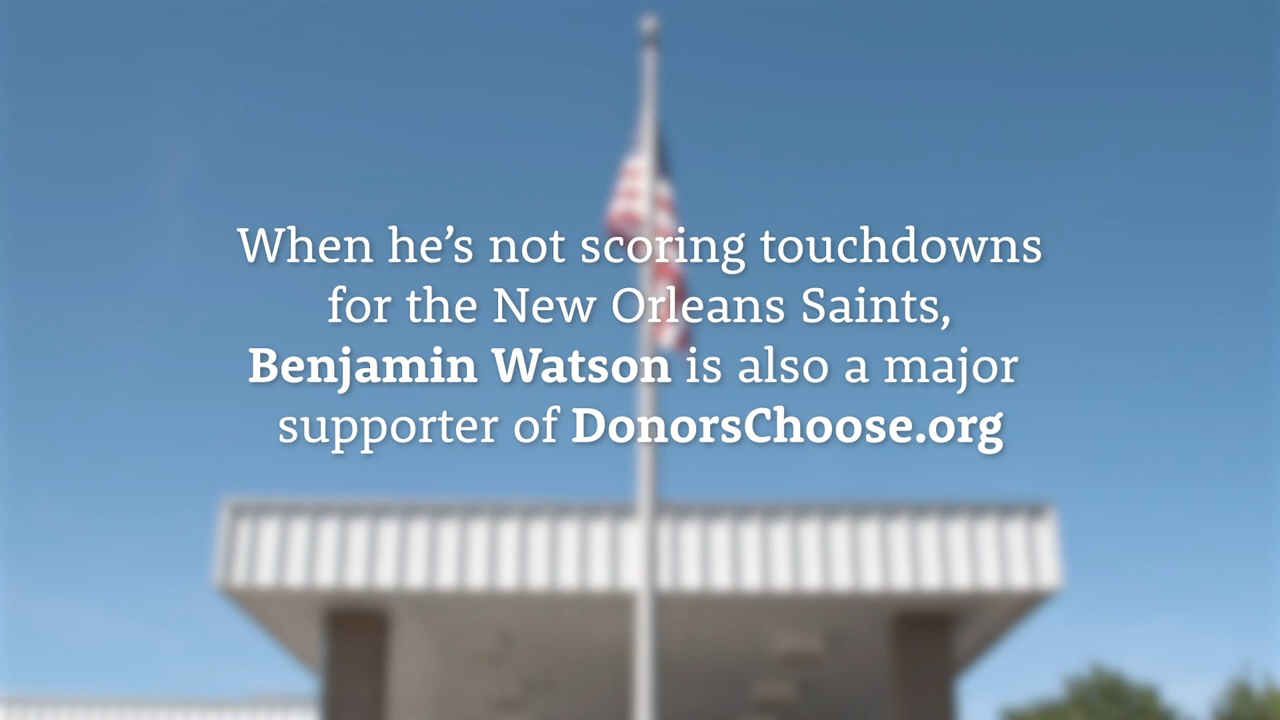 When he’s not scoring touchdowns
for the New Orleans Saints,
Benjamin Watson is also a major
supporter of DonorsChoose.org